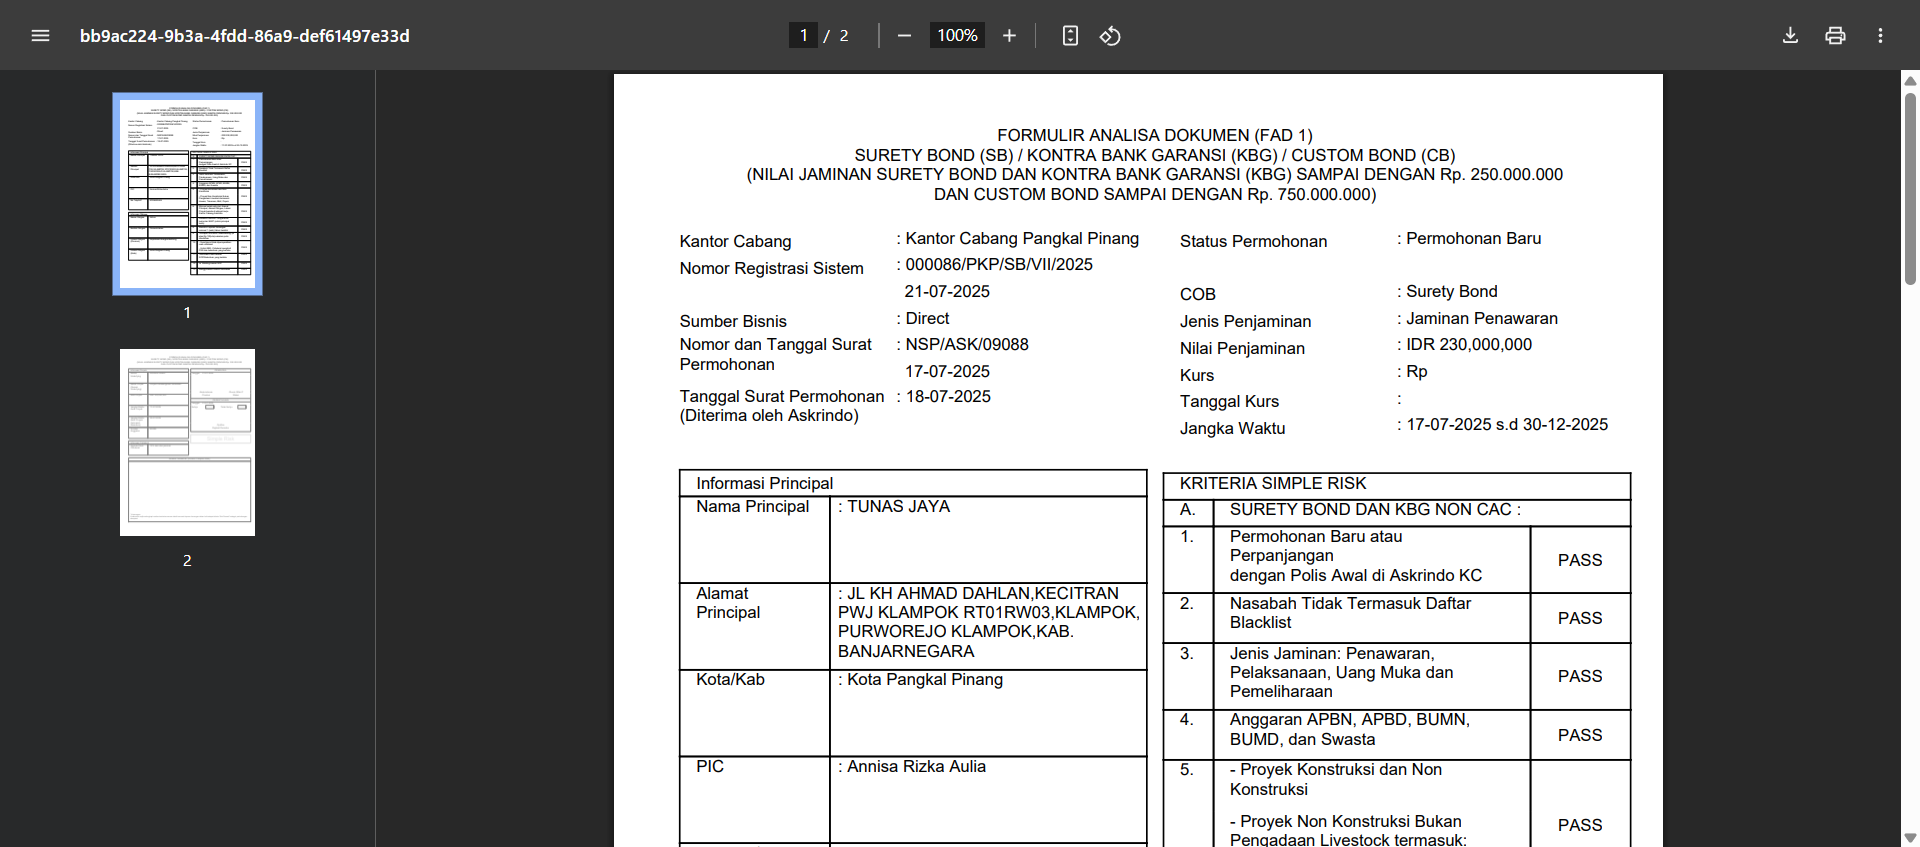 bb9ac224-9b3a-4fdd-86a9-def61497e33d
1 / 2
100%
1
2
FORMULIR ANALISA DOKUMEN (FAD 1)
SURETY BOND (SB) / KONTRA BANK GARANSI (KBG) / CUSTOM BOND (CB)
(NILAI JAMINAN SURETY BOND DAN KONTRA BANK GARANSI (KBG) SAMPAI DENGAN Rp. 250.000.000
DAN CUSTOM BOND SAMPAI DENGAN Rp. 750.000.000)
Kantor Cabang : Kantor Cabang Pangkal Pinang
Nomor Registrasi Sistem : 000086/PKP/SB/VII/2025
21-07-2025
Sumber Bisnis : Direct
Nomor dan Tanggal Surat : NSP/ASK/09088
Permohonan
17-07-2025
Tanggal Surat Permohonan : 18-07-2025
(Diterima oleh Askrindo)
Status Permohonan : Permohonan Baru
COB : Surety Bond
Jenis Penjaminan : Jaminan Penawaran
Nilai Penjaminan : IDR 230,000,000
Kurs : Rp
Tanggal Kurs :
Jangka Waktu : 17-07-2025 s.d 30-12-2025
Informasi Principal
Nama Principal : TUNAS JAYA
Alamat : JL KH AHMAD DAHLAN,KECITRAN
Principal PWJ KLAMPOK RT01RW03,KLAMPOK,
PURWOREJO KLAMPOK,KAB.
BANJARNEGARA
Kota/Kab : Kota Pangkal Pinang
PIC : Annisa Rizka Aulia
KRITERIA SIMPLE RISK
A. SURETY BOND DAN KBG NON CAC :
1. Permohonan Baru atau
Perpanjangan
dengan Polis Awal di Askrindo KC
PASS
2. Nasabah Tidak Termasuk Daftar
Blacklist
PASS
3. Jenis Jaminan: Penawaran,
Pelaksanaan, Uang Muka dan
Pemeliharaan
PASS
4. Anggaran APBN, APBD, BUMN,
BUMD, dan Swasta
PASS
5. - Proyek Konstruksi dan Non
Konstruksi
- Proyek Non Konstruksi Bukan
Pengadaan Livestock termasuk:
PASS